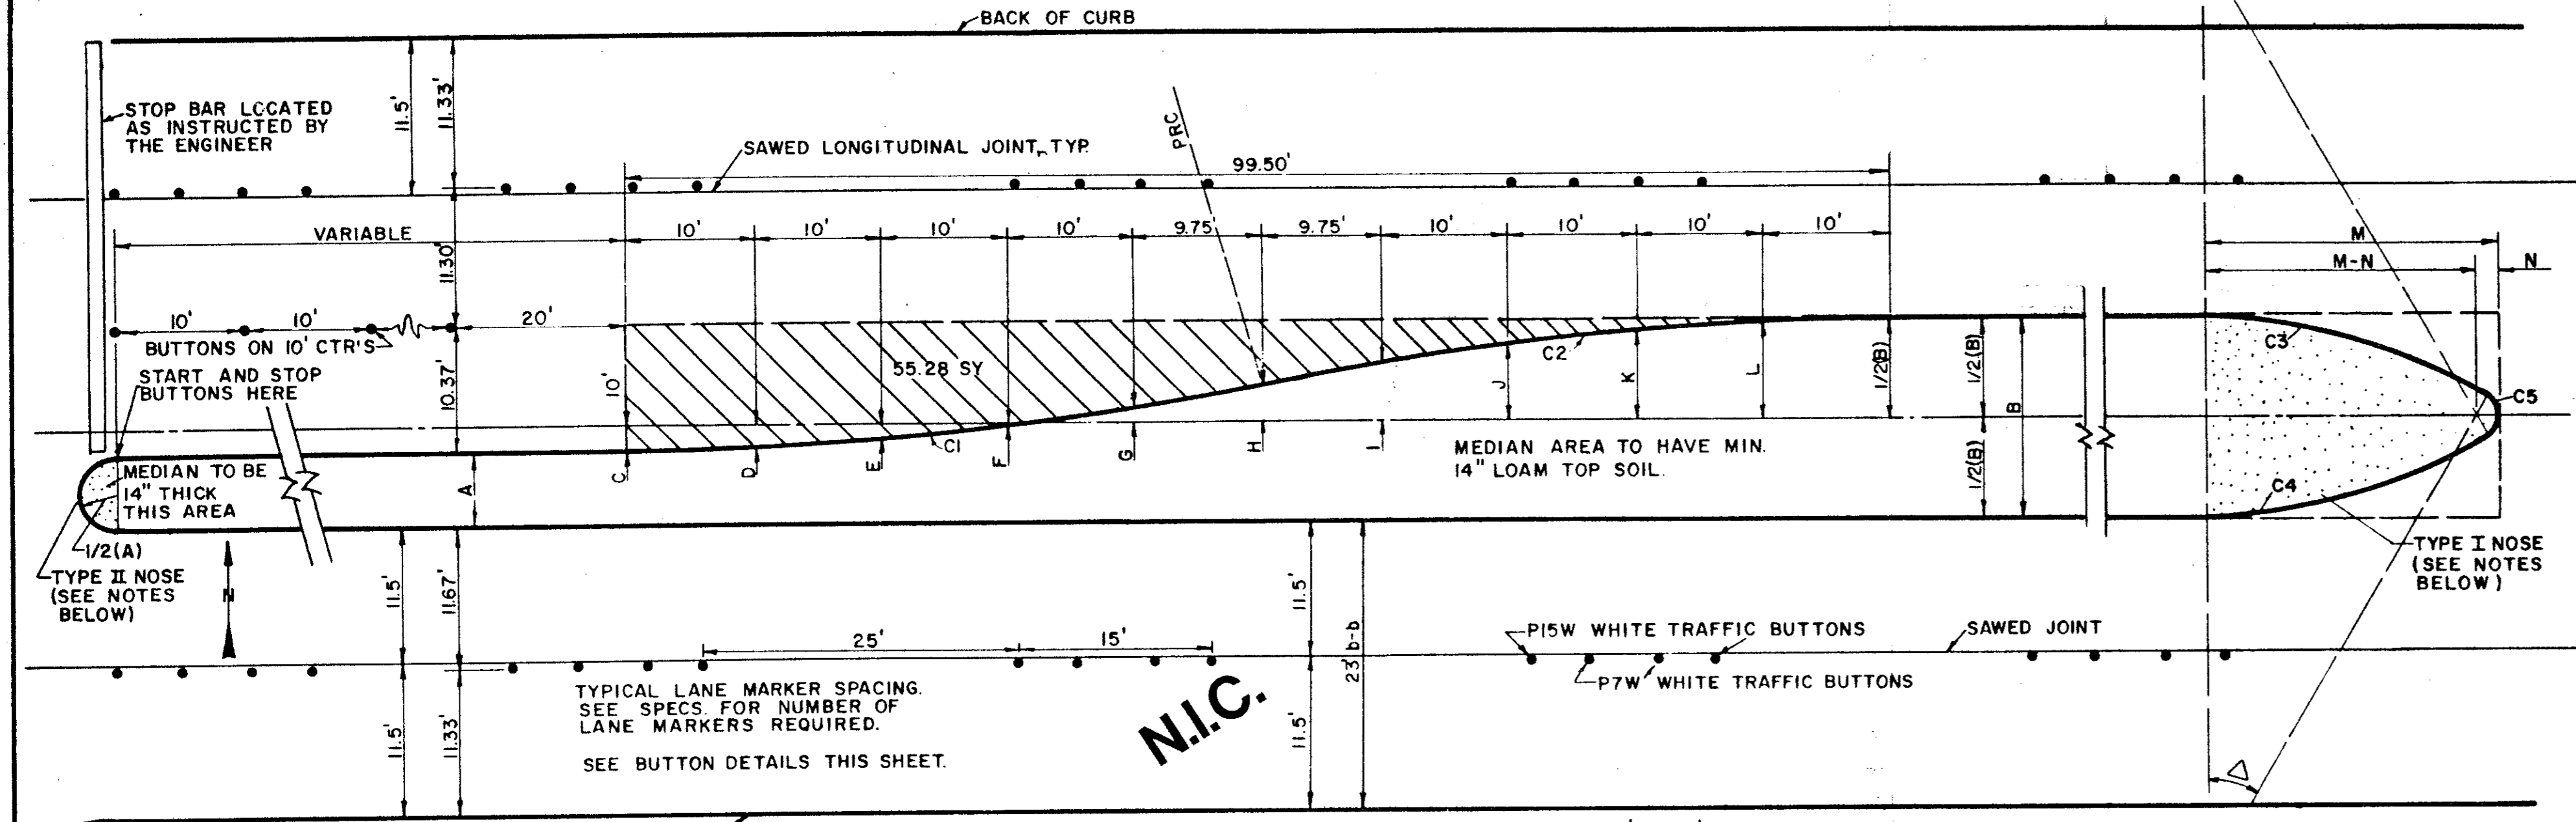 BACK OF CURB
STOP BAR LOCATED
AS INSTRUCTED BY
THE ENGINEER
11.5'
11.33'
SAWED LONGITUDINAL JOINT, TYP.
PRC
99.50'
VARIABLE
11.30'
10'
10'
10'
10'
9.75'
9.75'
10'
10'
10'
10'
M
M-N
N
10'
10'
20'
BUTTONS ON 10' CTR'S
START AND STOP
BUTTONS HERE
10.37'
10'
55.28 SY
C1
C2
C3
C4
C5
C
D
E
F
G
H
I
J
K
L
1/2(B)
1/2(B)
1/2(B)
B
A
MEDIAN TO BE
14" THICK
THIS AREA
MEDIAN AREA TO HAVE MIN.
14" LOAM TOP SOIL.
1/2(A)
TYPE II NOSE
(SEE NOTES
BELOW)
N
TYPE I NOSE
(SEE NOTES
BELOW)
11.5'
11.67'
11.5'
23' b-b
25'
15'
P15W WHITE TRAFFIC BUTTONS
SAWED JOINT
P7W WHITE TRAFFIC BUTTONS
TYPICAL LANE MARKER SPACING.
SEE SPECS. FOR NUMBER OF
LANE MARKERS REQUIRED.
SEE BUTTON DETAILS THIS SHEET.
N.I.C.
11.5'
11.33'
11.5'
Δ